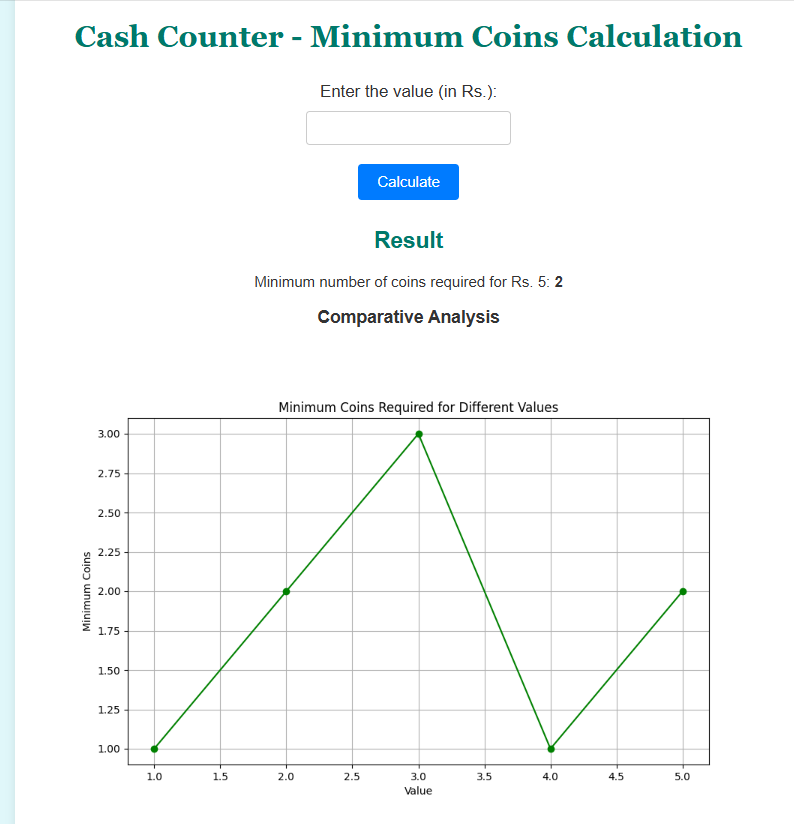 Cash Counter - Minimum Coins Calculation
Enter the value (in Rs.):
Calculate
Result
Minimum number of coins required for Rs. 5: 2
Comparative Analysis
Minimum Coins Required for Different Values
3.00
2.75
2.50
2.25
2.00
1.75
1.50
1.25
1.00
Minimum Coins
1.0 1.5 2.0 2.5 3.0 3.5 4.0 4.5 5.0
Value